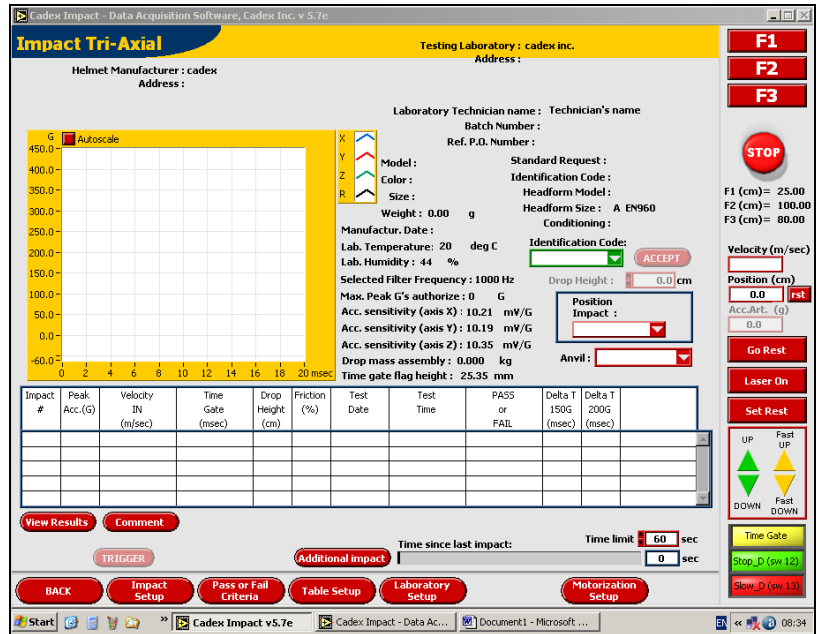 Cadex Impact - Data Acquisition Software, Cadex Inc. v 5.7e
Impact Tri-Axial
Testing Laboratory : cadex inc.
Address :
Helmet Manufacturer : cadex
Address :
Laboratory Technician name : Technician's name
Batch Number :
Ref. P.O. Number :
G
Autoscale
450.0
400.0
350.0
300.0
250.0
200.0
150.0
100.0
50.0
0.0
-60.0
0 2 4 6 8 10 12 14 16 18 20 msec
X
Y
Z
R
Model :
Color :
Size :
Weight : 0.00 g
Manufactur. Date :
Lab. Temperature: 20 deg C
Lab. Humidity : 44 %
Selected Filter Frequency : 1000 Hz
Max. Peak G's authorize : 0 G
Acc. sensitivity (axis X) : 10.21 mV/G
Acc. sensitivity (axis Y) : 10.19 mV/G
Acc. sensitivity (axis Z) : 10.35 mV/G
Drop mass assembly : 0.000 kg
Time gate flag height : 25.35 mm
Standard Request :
Identification Code :
Headform Model :
Headform Size : A EN960
Conditioning :
Identification Code:
ACCEPT
Drop Height : 0.0 cm
Position
Impact :
Anvil :
F1
F2
F3
STOP
F1 (cm)= 25.00
F2 (cm)= 100.00
F3 (cm)= 80.00
Velocity (m/sec)
Position (cm)
0.0 rst
Acc.Art. (g)
0.0
Go Rest
Laser On
Set Rest
UP Fast UP
DOWN Fast DOWN
Time Gate
Stop_D (sw 12)
Slow_D (sw 13)
Impact # Peak Acc.(G) Velocity IN (m/sec) Time Gate (msec) Drop Height (cm) Friction (%) Test Date Test Time PASS or FAIL Delta T 150G (msec) Delta T 200G (msec)
View Results Comment
Time since last impact:
Time limit 60 sec
TRIGGER
Additional impact
0 sec
BACK
Impact Setup
Pass or Fail Criteria
Table Setup
Laboratory Setup
Motorization Setup
Start » Cadex Impact v5.7e Cadex Impact - Data Ac... Document1 - Microsoft ... EN « 08:34